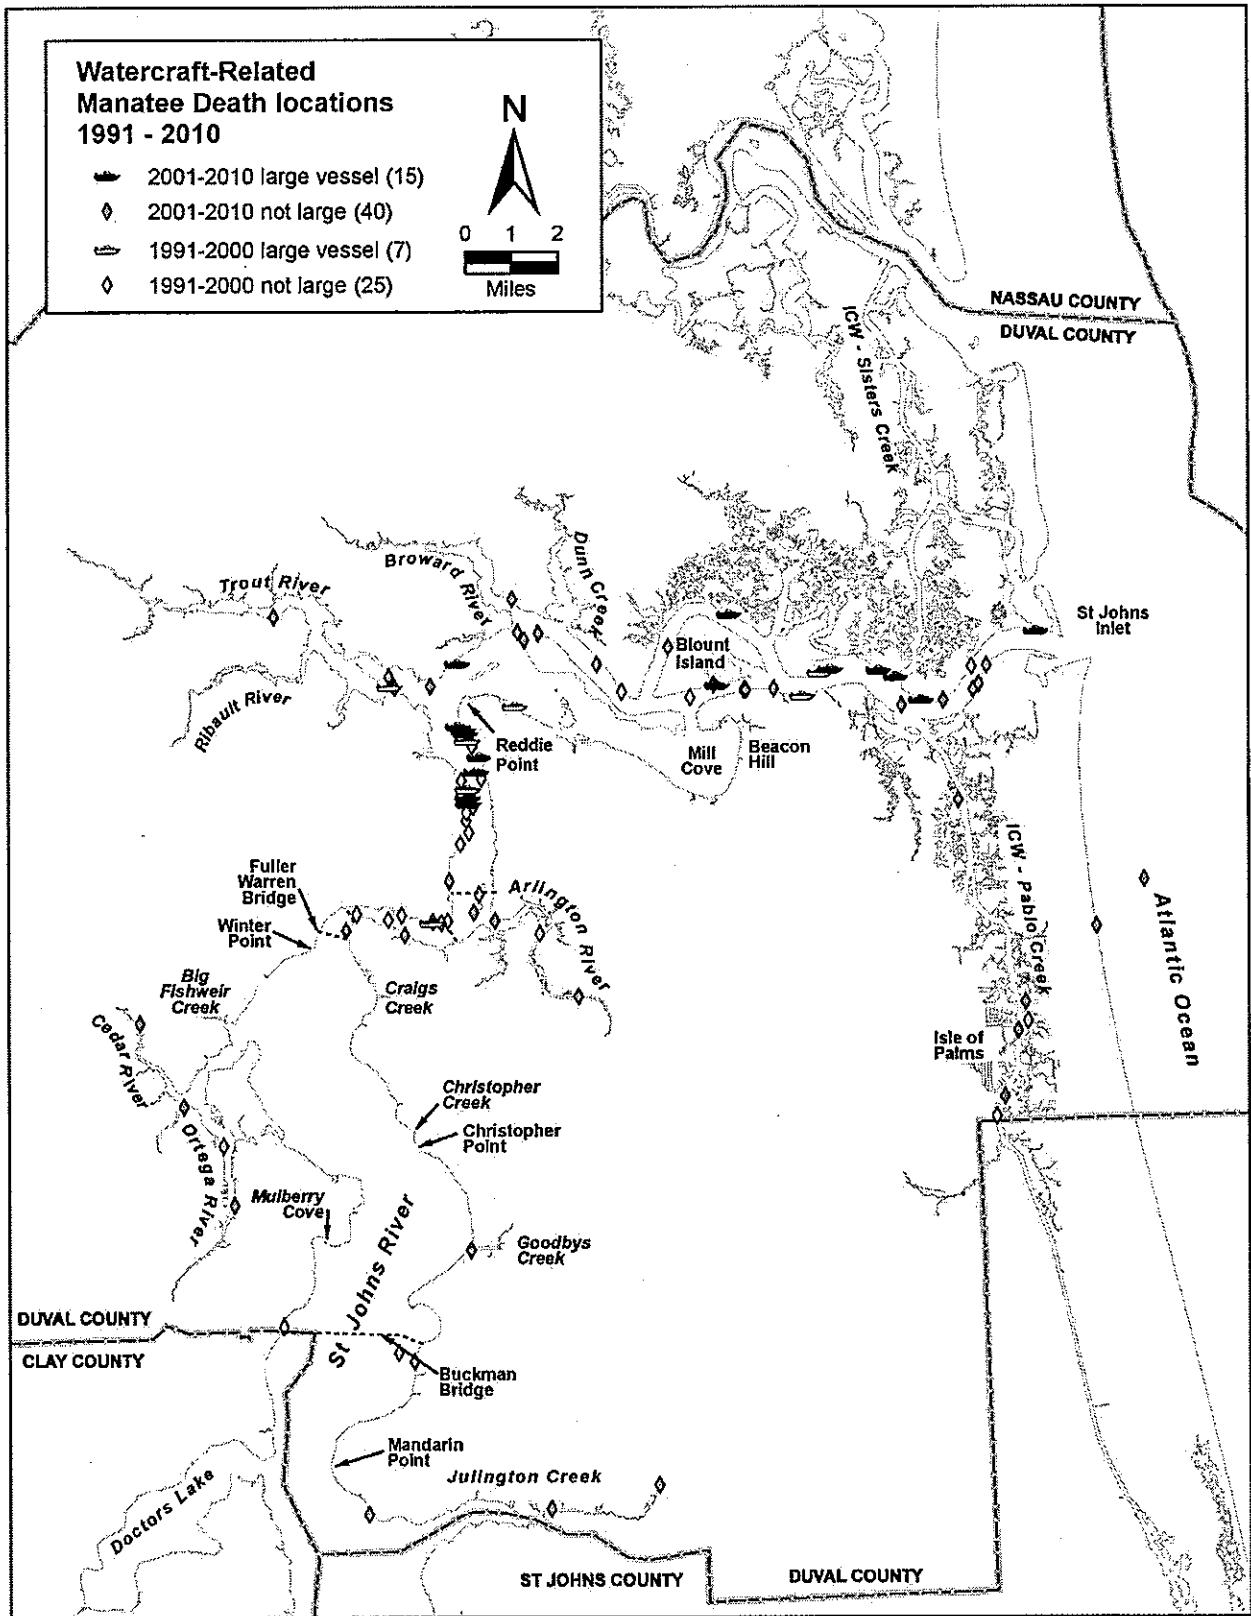 Watercraft-Related
Manatee Death locations
1991 - 2010
2001-2010 large vessel (15)
2001-2010 not large (40)
1991-2000 large vessel (7)
1991-2000 not large (25)
N
0 1 2
Miles
NASSAU COUNTY
DUVAL COUNTY
ICW - Sisters Creek
Dunn Creek
Broward River
Trout River
St Johns
Inlet
Blount
Island
Ribault River
Reddie
Point
Mill
Cove
Beacon
Hill
ICW - Pablo Creek
Fuller
Warren
Bridge
Arlington River
Winter
Point
Atlantic Ocean
Big
Fishweir
Creek
Craigs
Creek
Cedar River
Isle of
Palms
Christopher
Creek
Christopher
Point
Ortega River
Mulberry
Cove
St Johns River
Goodbys
Creek
DUVAL COUNTY
CLAY COUNTY
Buckman
Bridge
Mandarin
Point
Julington Creek
Doctors Lake
ST JOHNS COUNTY
DUVAL COUNTY